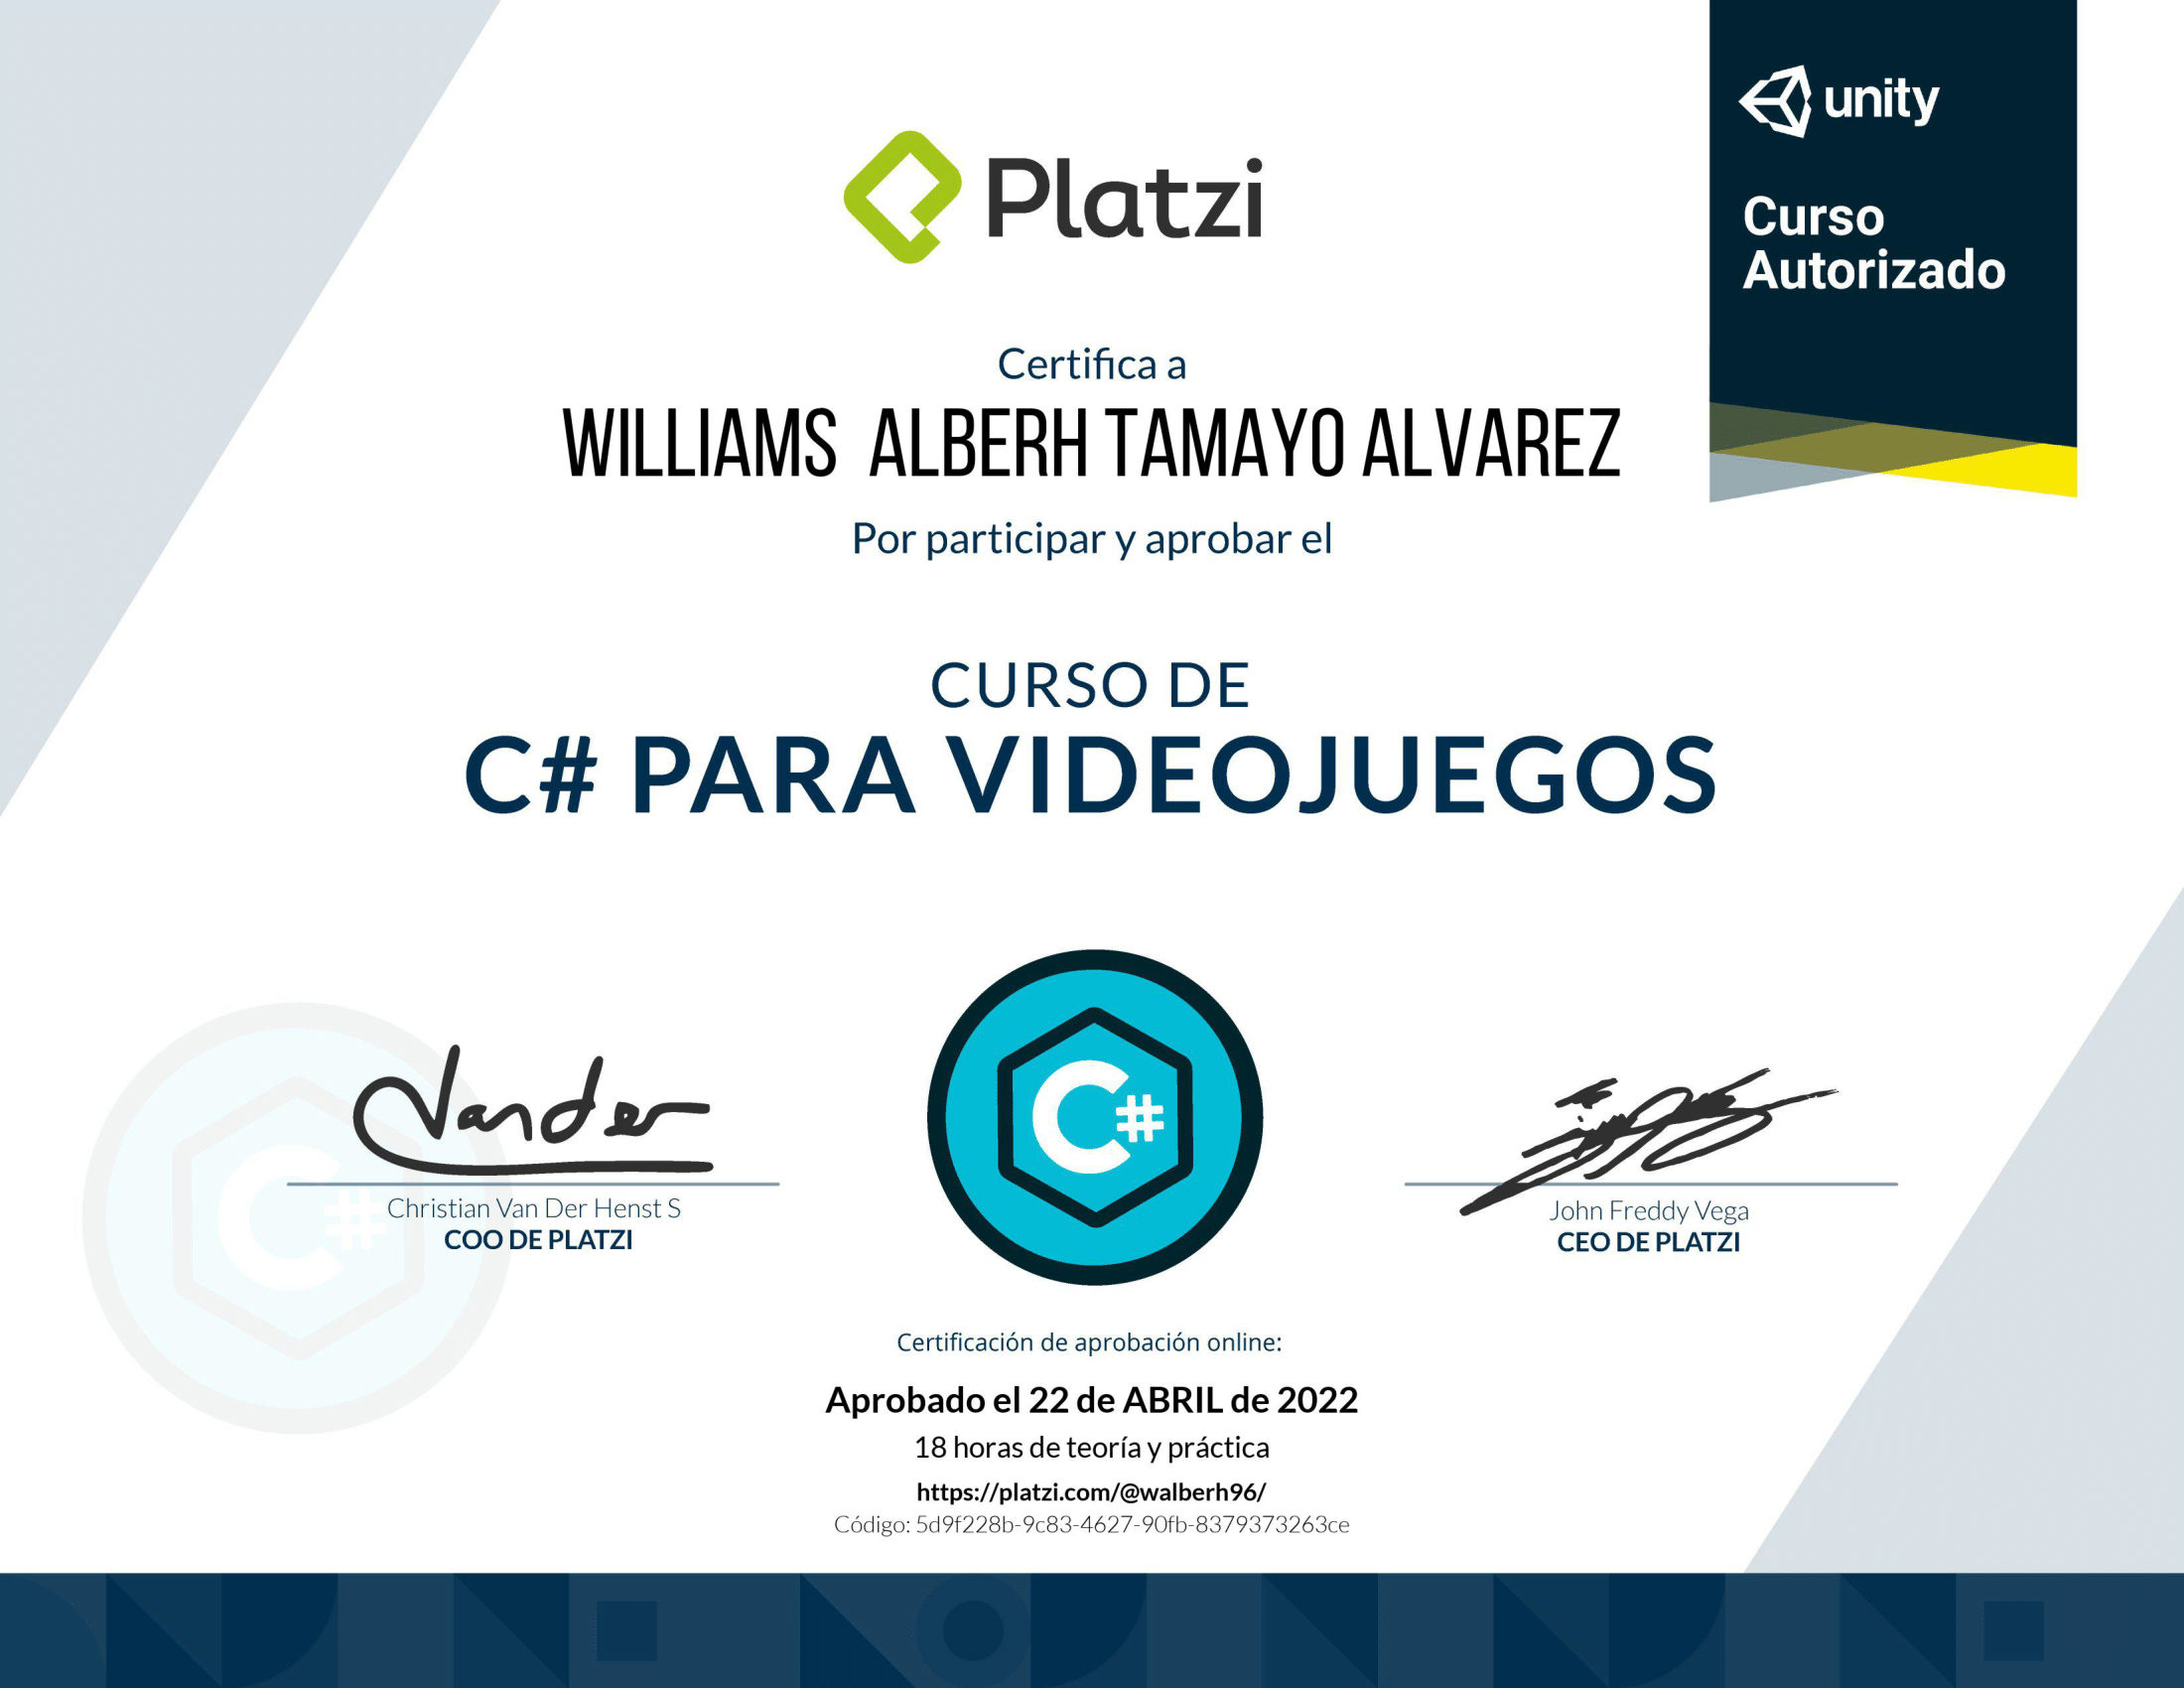 unity
Curso
Autorizado
Platzi
Certifica a
WILLIAMS ALBERH TAMAYO ALVAREZ
Por participar y aprobar el
CURSO DE
C# PARA VIDEOJUEGOS
C#
Vander
Christian Van Der Henst S
COO DE PLATZI
C#
John Freddy Vega
CEO DE PLATZI
Certificación de aprobación online:
Aprobado el 22 de ABRIL de 2022
18 horas de teoría y práctica
https://platzi.com/@walberh96/
Código: 5d9f228b-9c83-4627-90fb-8379373263ce